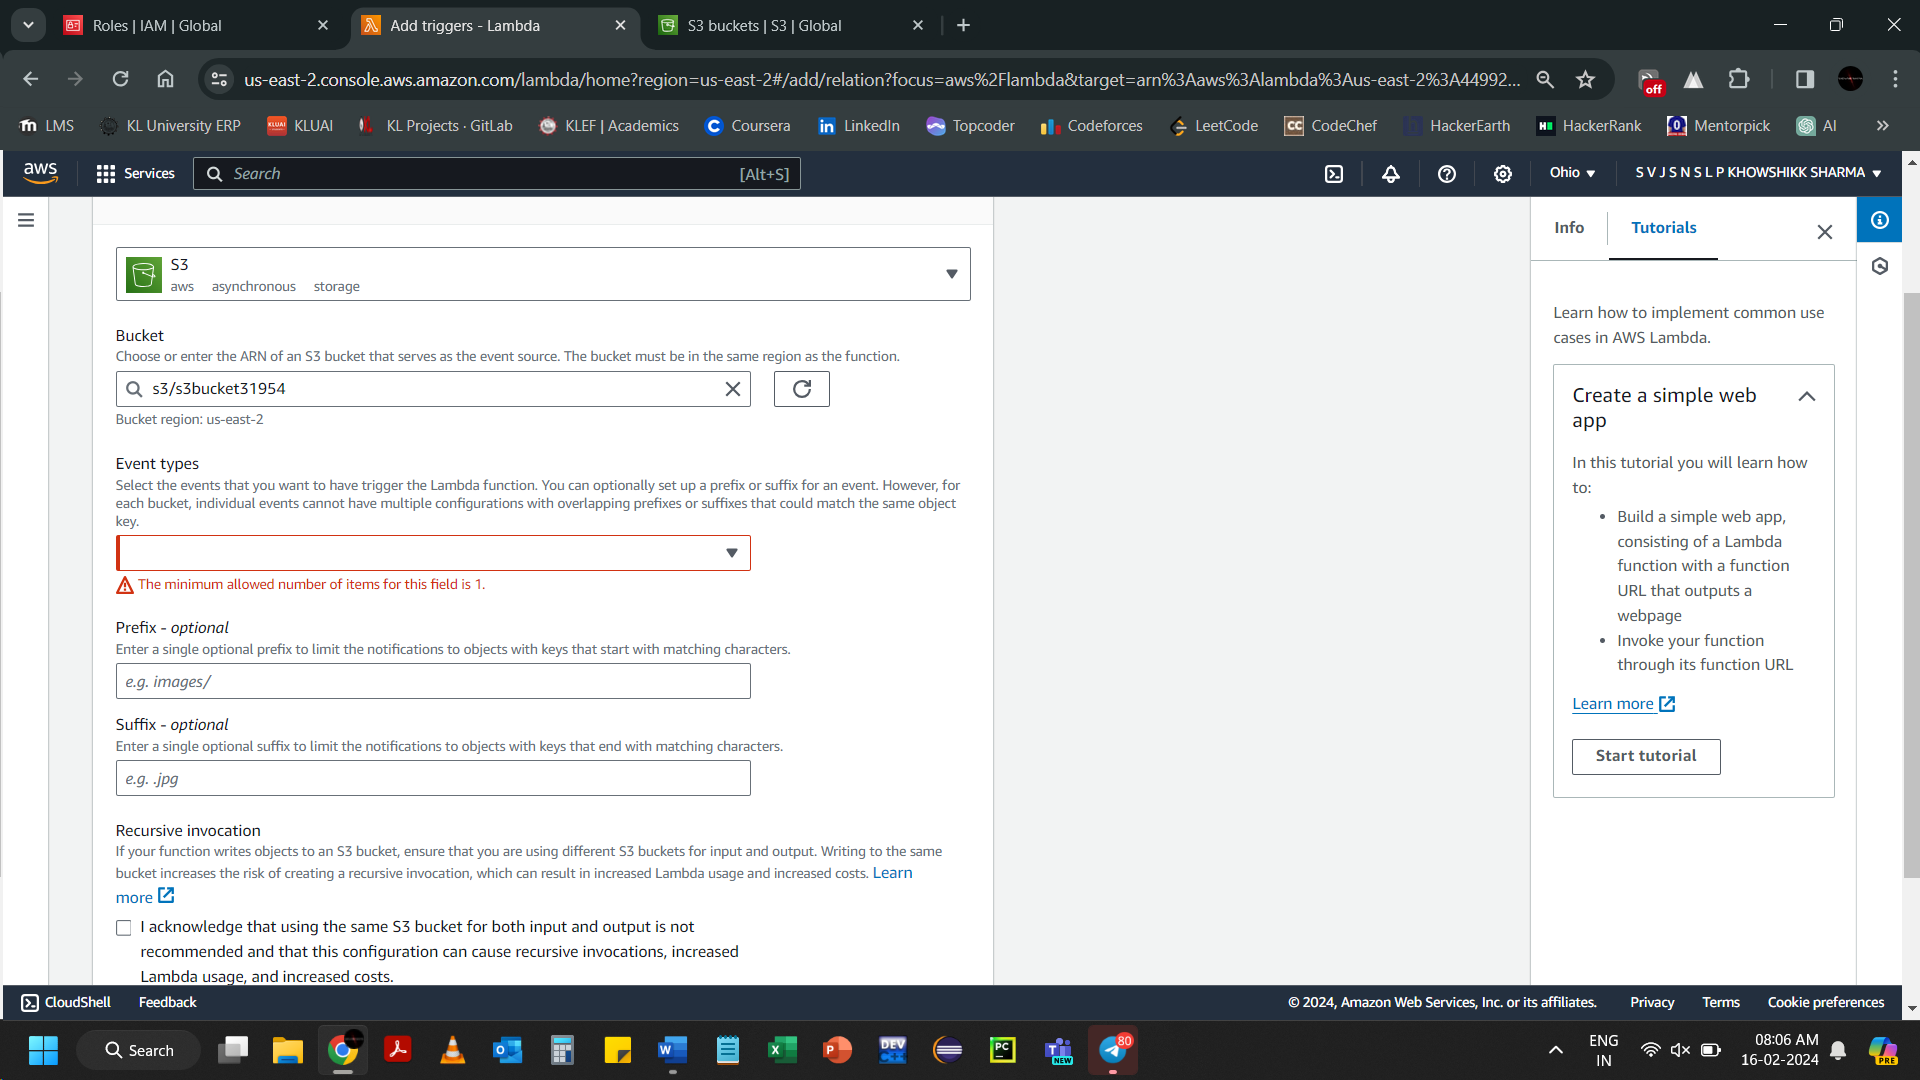 Roles | IAM | Global
Add triggers - Lambda
S3 buckets | S3 | Global
us-east-2.console.aws.amazon.com/lambda/home?region=us-east-2#/add/relation?focus=aws%2Flambda&target=arn%3Aaws%3Alambda%3Aus-east-2%3A44992...
off
LMS
KL University ERP
KLUAI
KL Projects · GitLab
KLEF | Academics
Coursera
LinkedIn
Topcoder
Codeforces
LeetCode
CodeChef
HackerEarth
HackerRank
Mentorpick
AI
aws
Services
Search
[Alt+S]
Ohio
S V J S N S L P KHOWSHIKK SHARMA
S3
aws asynchronous storage
Bucket
Choose or enter the ARN of an S3 bucket that serves as the event source. The bucket must be in the same region as the function.
s3/s3bucket31954
Bucket region: us-east-2
Event types
Select the events that you want to have trigger the Lambda function. You can optionally set up a prefix or suffix for an event. However, for
each bucket, individual events cannot have multiple configurations with overlapping prefixes or suffixes that could match the same object
key.
The minimum allowed number of items for this field is 1.
Prefix - optional
Enter a single optional prefix to limit the notifications to objects with keys that start with matching characters.
e.g. images/
Suffix - optional
Enter a single optional suffix to limit the notifications to objects with keys that end with matching characters.
e.g. .jpg
Recursive invocation
If your function writes objects to an S3 bucket, ensure that you are using different S3 buckets for input and output. Writing to the same
bucket increases the risk of creating a recursive invocation, which can result in increased Lambda usage and increased costs. Learn
more
I acknowledge that using the same S3 bucket for both input and output is not
recommended and that this configuration can cause recursive invocations, increased
Lambda usage, and increased costs.
Info
Tutorials
Learn how to implement common use
cases in AWS Lambda.
Create a simple web
app
In this tutorial you will learn how
to:
• Build a simple web app,
consisting of a Lambda
function with a function
URL that outputs a
webpage
• Invoke your function
through its function URL
Learn more
Start tutorial
CloudShell
Feedback
© 2024, Amazon Web Services, Inc. or its affiliates.
Privacy
Terms
Cookie preferences
Search
DEV
PC
NEW
80
ENG
IN
08:06 AM
16-02-2024
PRE